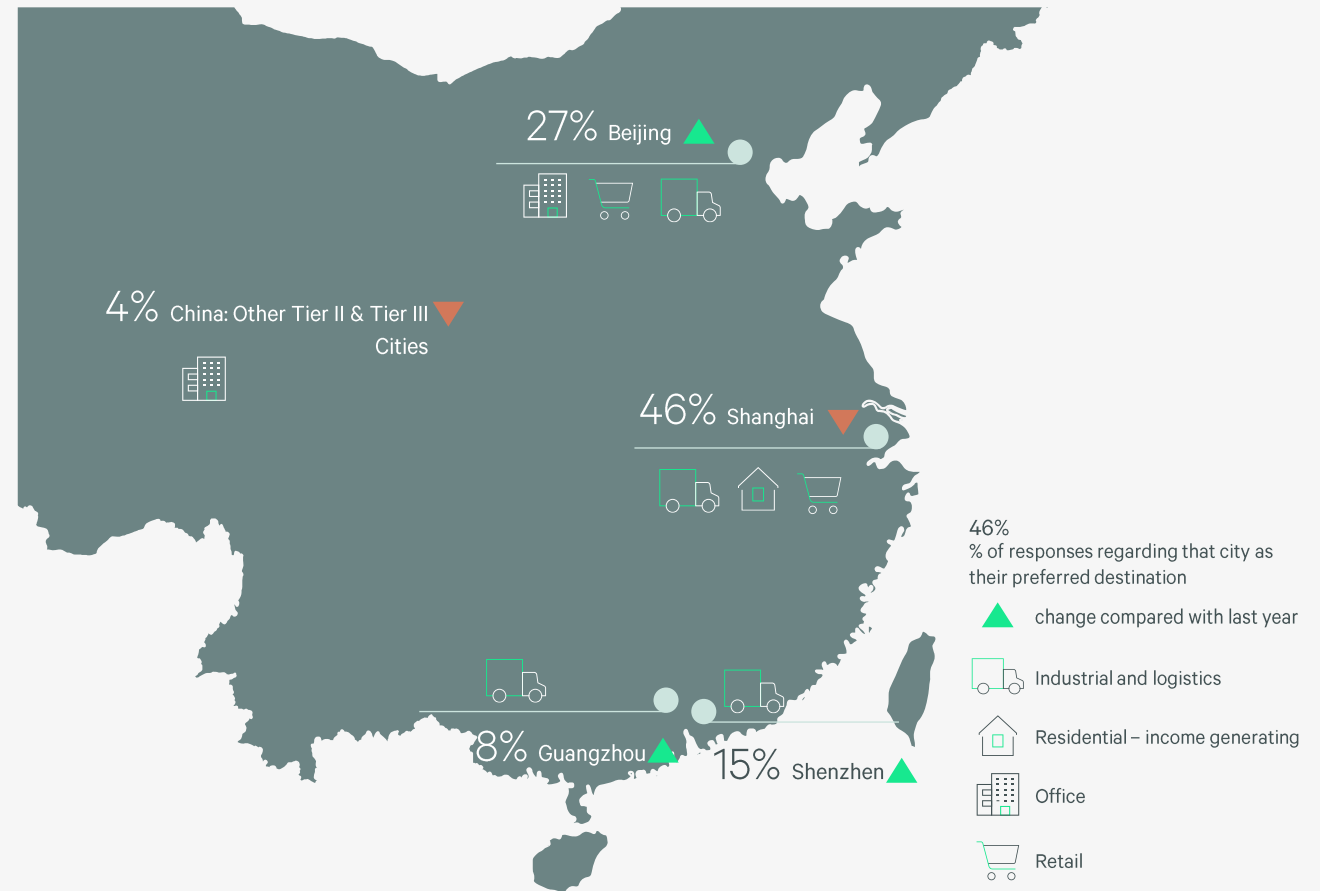 27% Beijing
4% China: Other Tier II & Tier III
Cities
46% Shanghai
8% Guangzhou
15% Shenzhen
46%
% of responses regarding that city as
their preferred destination
change compared with last year
Industrial and logistics
Residential – income generating
Office
Retail